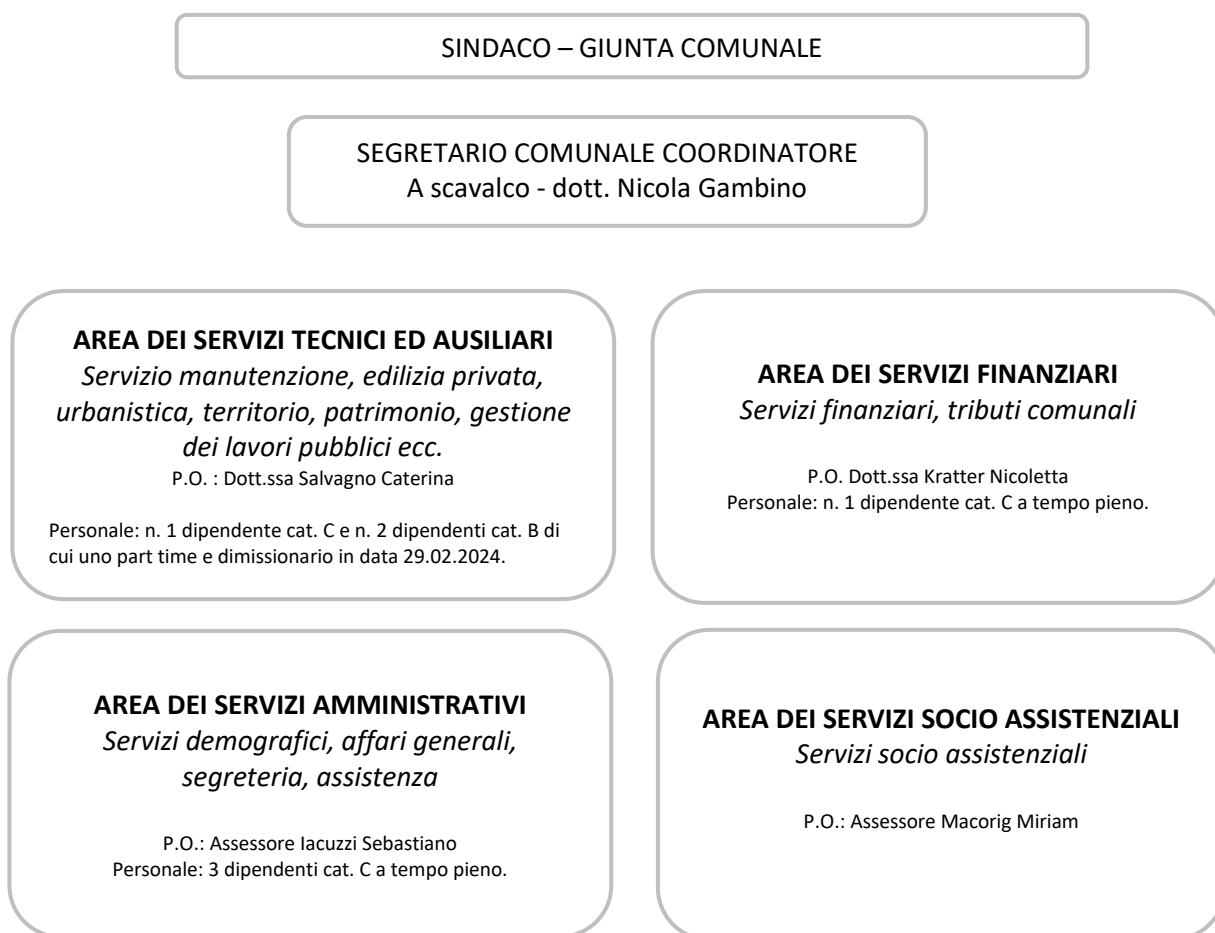 SINDACO – GIUNTA COMUNALE
SEGRETARIO COMUNALE COORDINATORE
A scavalco - dott. Nicola Gambino
AREA DEI SERVIZI TECNICI ED AUSILIARI
Servizio manutenzione, edilizia privata,
urbanistica, territorio, patrimonio, gestione
dei lavori pubblici ecc.
P.O. : Dott.ssa Salvagno Caterina
Personale: n. 1 dipendente cat. C e n. 2 dipendenti cat. B di
cui uno part time e dimissionario in data 29.02.2024.
AREA DEI SERVIZI FINANZIARI
Servizi finanziari, tributi comunali
P.O. Dott.ssa Kratter Nicoletta
Personale: n. 1 dipendente cat. C a tempo pieno.
AREA DEI SERVIZI AMMINISTRATIVI
Servizi demografici, affari generali,
segreteria, assistenza
P.O.: Assessore Iacuzzi Sebastiano
Personale: 3 dipendenti cat. C a tempo pieno.
AREA DEI SERVIZI SOCIO ASSISTENZIALI
Servizi socio assistenziali
P.O.: Assessore Macorig Miriam